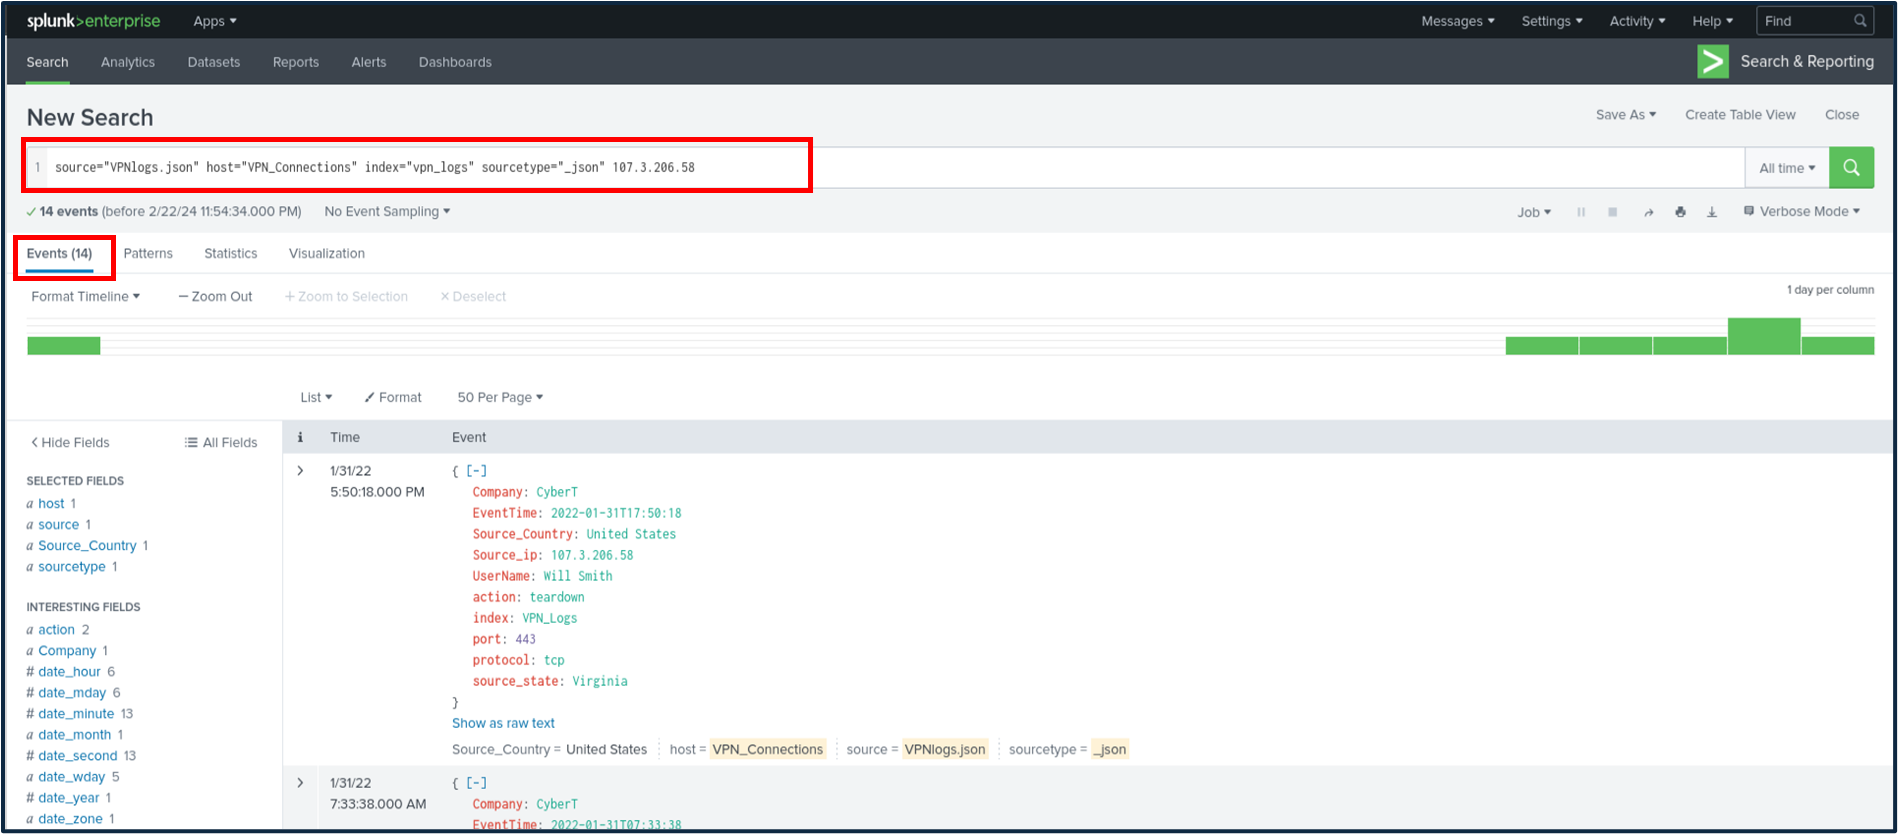 splunk>enterprise Apps Messages Settings Activity Help Find
Search Analytics Datasets Reports Alerts Dashboards Search & Reporting
New Search Save As Create Table View Close
1 source="VPNlogs.json" host="VPN_Connections" index="vpn_logs" sourcetype="_json" 107.3.206.58 All time
14 events (before 2/22/24 11:54:34.000 PM) No Event Sampling Job Verbose Mode
Events (14) Patterns Statistics Visualization
Format Timeline – Zoom Out + Zoom to Selection × Deselect 1 day per column
List Format 50 Per Page
< Hide Fields All Fields
SELECTED FIELDS
a host 1
a source 1
a Source_Country 1
a sourcetype 1
INTERESTING FIELDS
a action 2
a Company 1
# date_hour 6
# date_mday 6
# date_minute 13
a date_month 1
# date_second 13
a date_wday 5
# date_year 1
a date_zone 1
i Time Event
> 1/31/22 { [-]
5:50:18.000 PM Company: CyberT
EventTime: 2022-01-31T17:50:18
Source_Country: United States
Source_ip: 107.3.206.58
UserName: Will Smith
action: teardown
index: VPN_Logs
port: 443
protocol: tcp
source_state: Virginia
}
Show as raw text
Source_Country = United States host = VPN_Connections source = VPNlogs.json sourcetype = _json
> 1/31/22 { [-]
7:33:38.000 AM Company: CyberT
EventTime: 2022-01-31T07:33:38